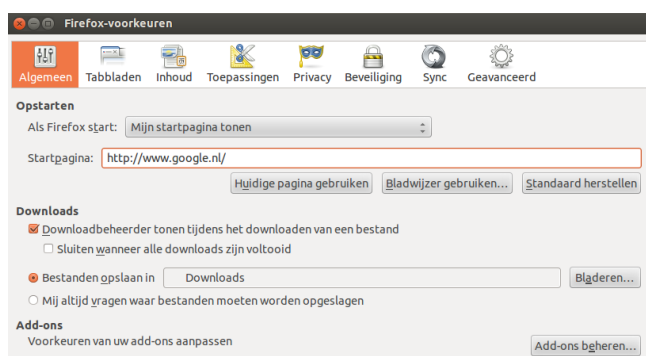 Firefox-voorkeuren
Algemeen Tabbladen Inhoud Toepassingen Privacy Beveiliging Sync Geavanceerd
Opstarten
Als Firefox start: Mijn startpagina tonen
Startpagina: http://www.google.nl/
Huidige pagina gebruiken Bladwijzer gebruiken... Standaard herstellen
Downloads
Downloadbeheerder tonen tijdens het downloaden van een bestand
Sluiten wanneer alle downloads zijn voltooid
Bestanden opslaan in Downloads Bladeren...
Mij altijd vragen waar bestanden moeten worden opgeslagen
Add-ons
Voorkeuren van uw add-ons aanpassen
Add-ons beheren...